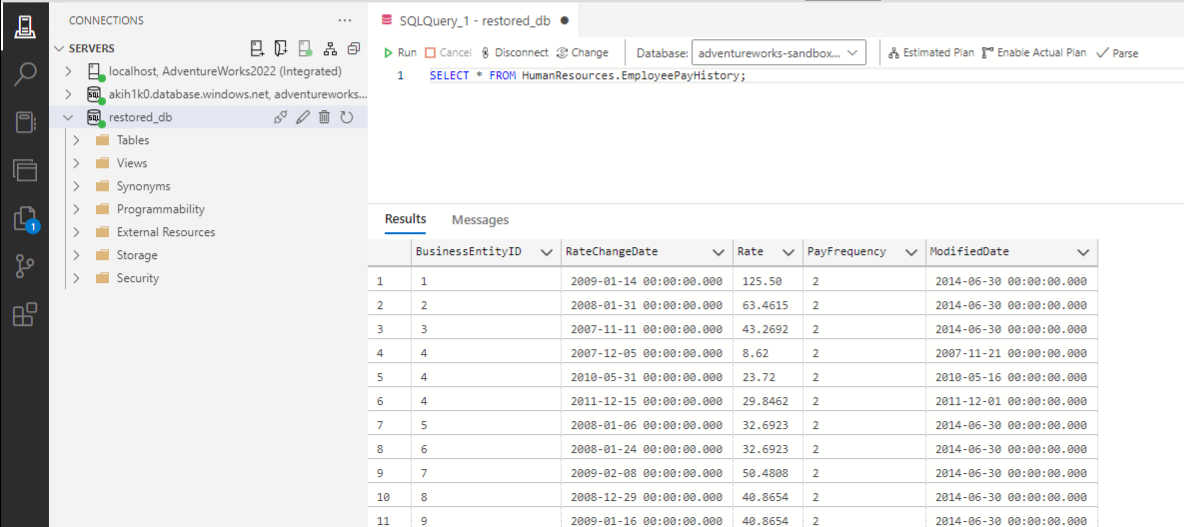 CONNECTIONS ...
SERVERS
localhost, AdventureWorks2022 (Integrated)
akih1k0.database.windows.net, adventureworks...
restored_db
Tables
Views
Synonyms
Programmability
External Resources
Storage
Security
1
SQLQuery_1 - restored_db
Run Cancel Disconnect Change Database: adventureworks-sandbox... Estimated Plan Enable Actual Plan Parse
1 SELECT * FROM HumanResources.EmployeePayHistory;
Results Messages
BusinessEntityID RateChangeDate Rate PayFrequency ModifiedDate
1 1 2009-01-14 00:00:00.000 125.50 2 2014-06-30 00:00:00.000
2 2 2008-01-31 00:00:00.000 63.4615 2 2014-06-30 00:00:00.000
3 3 2007-11-11 00:00:00.000 43.2692 2 2014-06-30 00:00:00.000
4 4 2007-12-05 00:00:00.000 8.62 2 2007-11-21 00:00:00.000
5 4 2010-05-31 00:00:00.000 23.72 2 2010-05-16 00:00:00.000
6 4 2011-12-15 00:00:00.000 29.8462 2 2011-12-01 00:00:00.000
7 5 2008-01-06 00:00:00.000 32.6923 2 2014-06-30 00:00:00.000
8 6 2008-01-24 00:00:00.000 32.6923 2 2014-06-30 00:00:00.000
9 7 2009-02-08 00:00:00.000 50.4808 2 2014-06-30 00:00:00.000
10 8 2008-12-29 00:00:00.000 40.8654 2 2014-06-30 00:00:00.000
11 9 2009-01-16 00:00:00.000 40.8654 2 2014-06-30 00:00:00.000